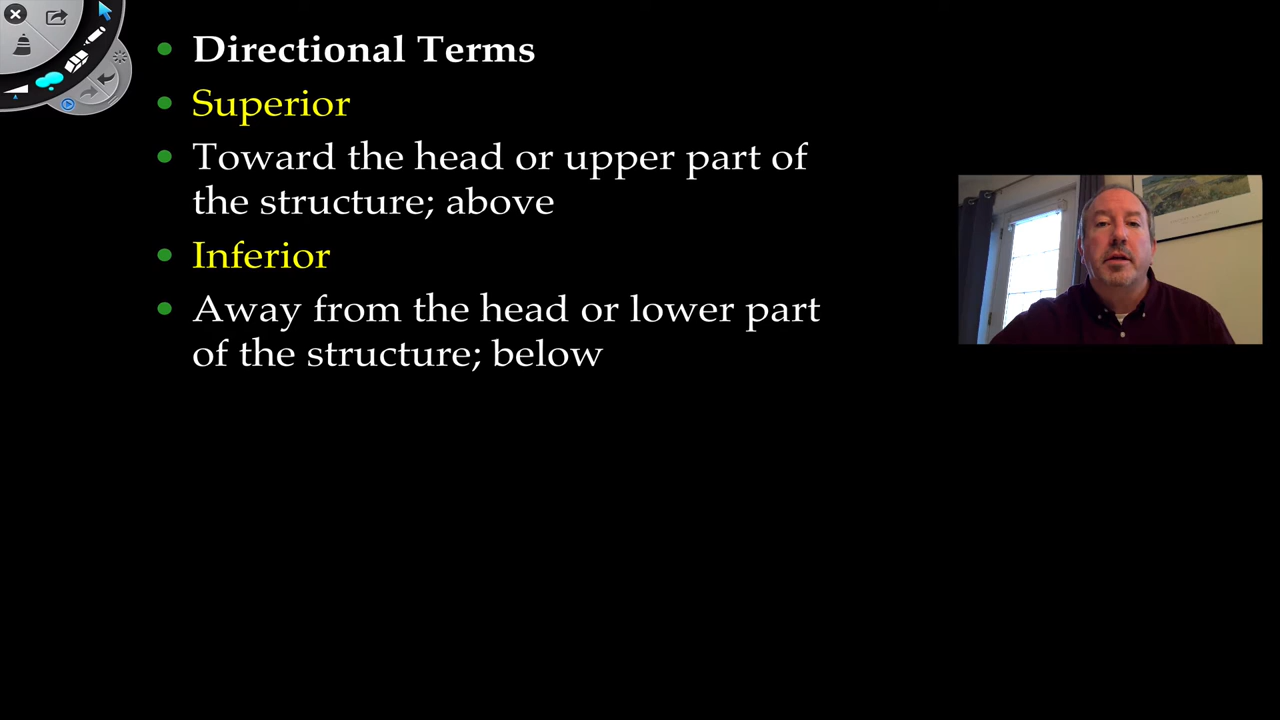 Directional Terms
Superior
Toward the head or upper part of
the structure; above
Inferior
Away from the head or lower part
of the structure; below